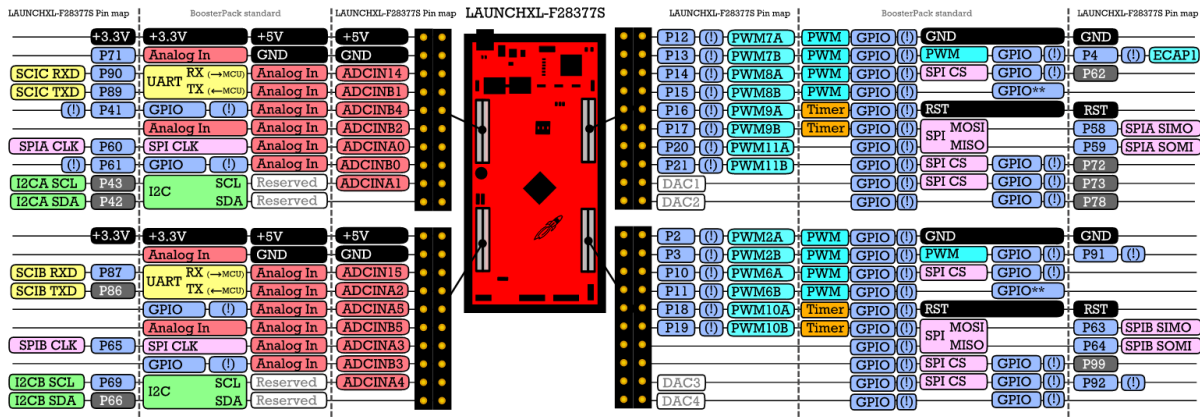 LAUNCHXL-F28377S Pin map BoosterPack standard LAUNCHXL-F28377S Pin map LAUNCHXL-F28377S LAUNCHXL-F28377S Pin map BoosterPack standard LAUNCHXL-F28377S Pin map
+3.3V +3.3V +5V +5V P12 (!) PWM7A PWM GPIO (!) GND GND
P71 Analog In GND GND P13 (!) PWM7B PWM GPIO (!) PWM GPIO (!) P4 (!) ECAP1
SCIC RXD P90 UART RX (→MCU) Analog In ADCIN14 P14 (!) PWM8A PWM GPIO (!) SPI CS GPIO (!) P62
SCIC TXD P89 TX (←MCU) Analog In ADCINB1 P15 (!) PWM8B PWM GPIO (!) GPIO**
(!) P41 GPIO (!) Analog In ADCINB4 P16 (!) PWM9A Timer GPIO (!) RST RST
Analog In Analog In ADCINB2 P17 (!) PWM9B Timer GPIO (!) SPI MOSI P58 SPIA SIMO
SPIA CLK P60 SPI CLK Analog In ADCINA0 P20 (!) PWM11A GPIO (!) MISO P59 SPIA SOMI
(!) P61 GPIO (!) Analog In ADCINB0 P21 (!) PWM11B GPIO (!) SPI CS GPIO (!) P72
I2CA SCL P43 I2C SCL Reserved ADCINA1 DAC1 GPIO (!) SPI CS GPIO (!) P73
I2CA SDA P42 SDA Reserved DAC2 GPIO (!) GPIO (!) P78
+3.3V +3.3V +5V +5V P2 (!) PWM2A PWM GPIO (!) GND GND
Analog In GND GND P3 (!) PWM2B PWM GPIO (!) PWM GPIO (!) P91 (!)
SCIB RXD P87 UART RX (→MCU) Analog In ADCIN15 P10 (!) PWM6A PWM GPIO (!) SPI CS GPIO (!)
SCIB TXD P86 TX (←MCU) Analog In ADCINA2 P11 (!) PWM6B PWM GPIO (!) GPIO**
GPIO (!) Analog In ADCINA5 P18 (!) PWM10A Timer GPIO (!) RST RST
Analog In Analog In ADCINB5 P19 (!) PWM10B Timer GPIO (!) SPI MOSI P63 SPIB SIMO
SPIB CLK P65 SPI CLK Analog In ADCINA3 GPIO (!) MISO P64 SPIB SOMI
GPIO (!) Analog In ADCINB3 GPIO (!) SPI CS GPIO (!) P99
I2CB SCL P69 I2C SCL Reserved ADCINA4 DAC3 GPIO (!) SPI CS GPIO (!) P92 (!)
I2CB SDA P66 SDA Reserved DAC4 GPIO (!) GPIO (!)